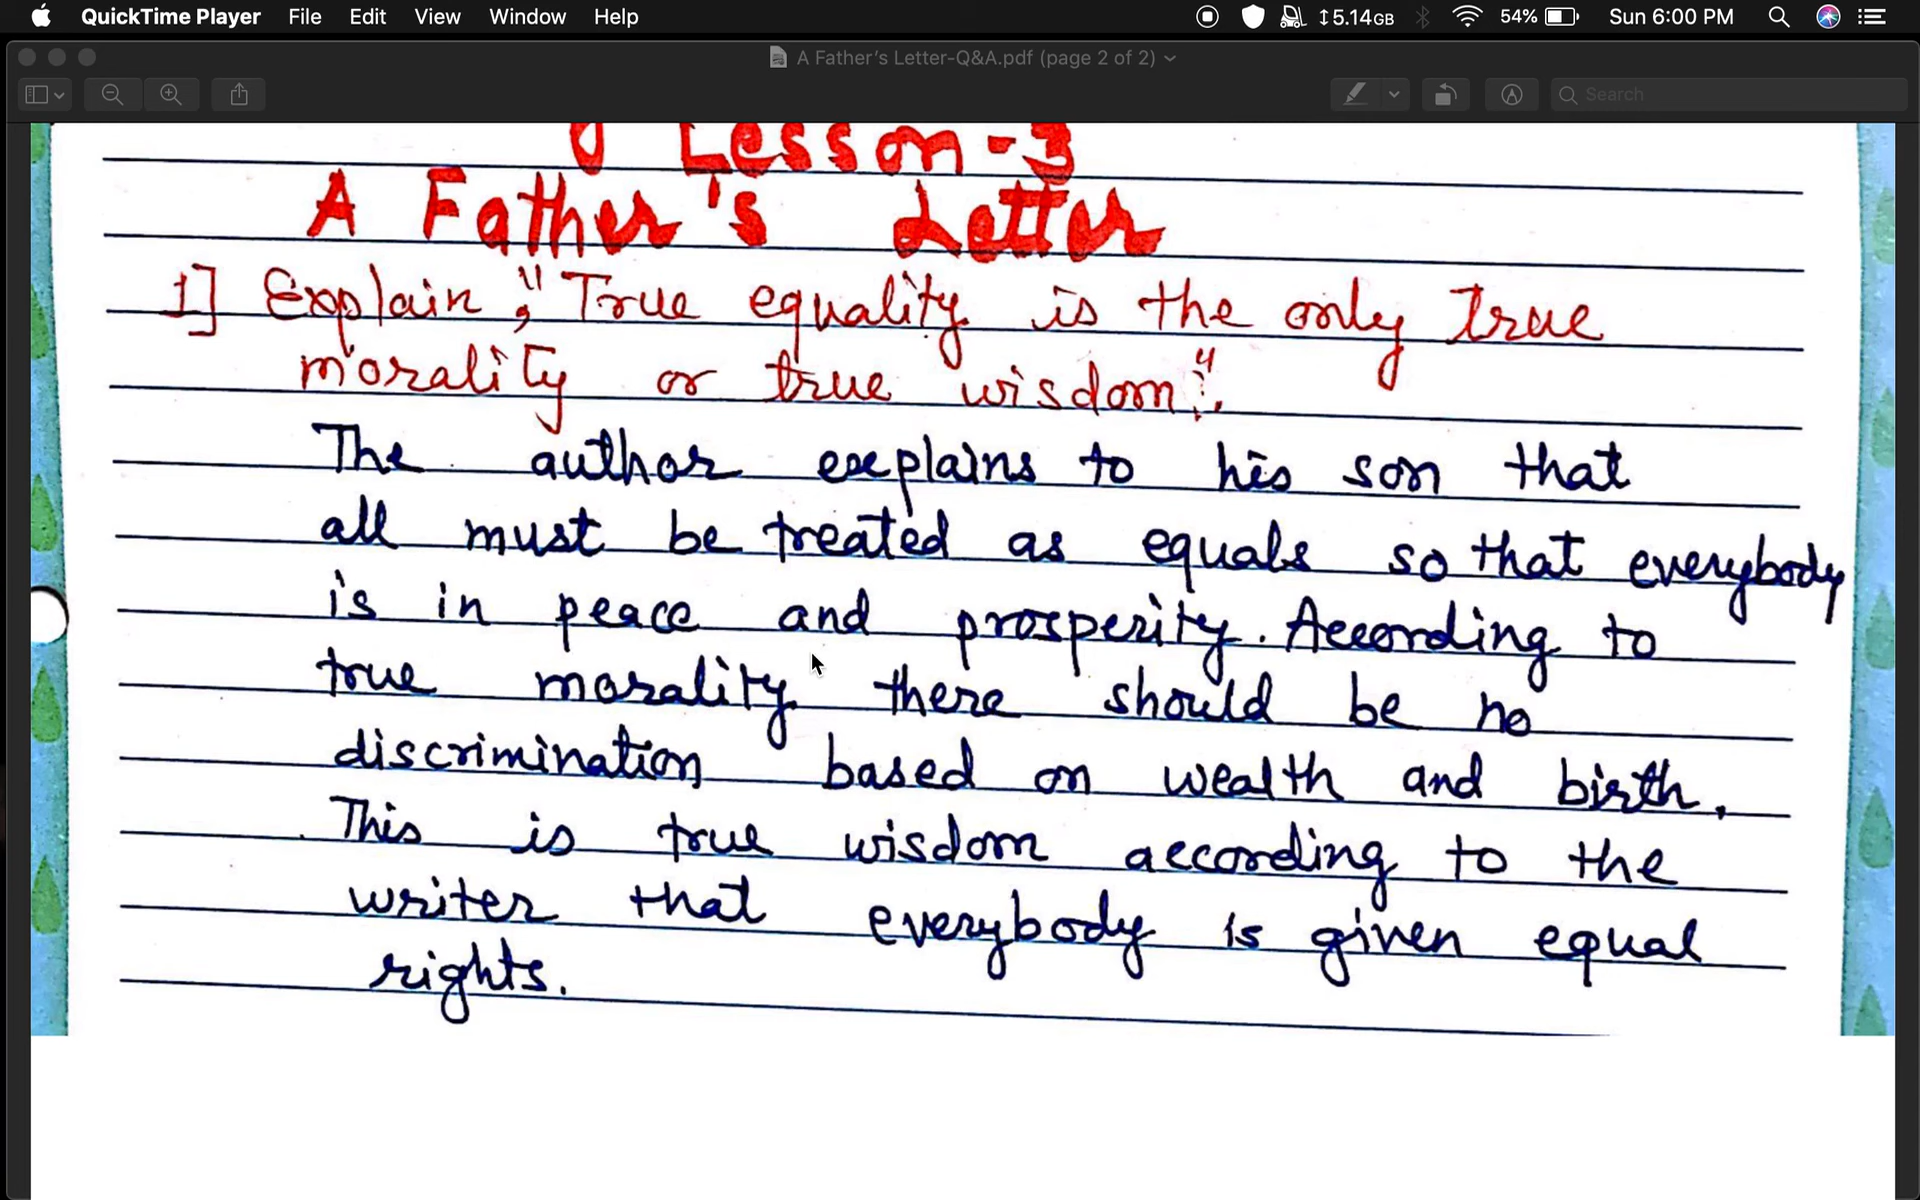 QuickTime Player File Edit View Window Help 5.14GB 54% Sun 6:00 PM
A Father's Letter-Q&A.pdf (page 2 of 2)
Search
Lesson-3
A Father's Letter
1] Explain, "True equality is the only true
morality or true wisdom".
The author explains to his son that
all must be treated as equals so that everybody
is in peace and prosperity. According to
true morality there should be no
discrimination based on wealth and birth.
This is true wisdom according to the
writer that everybody is given equal
rights.